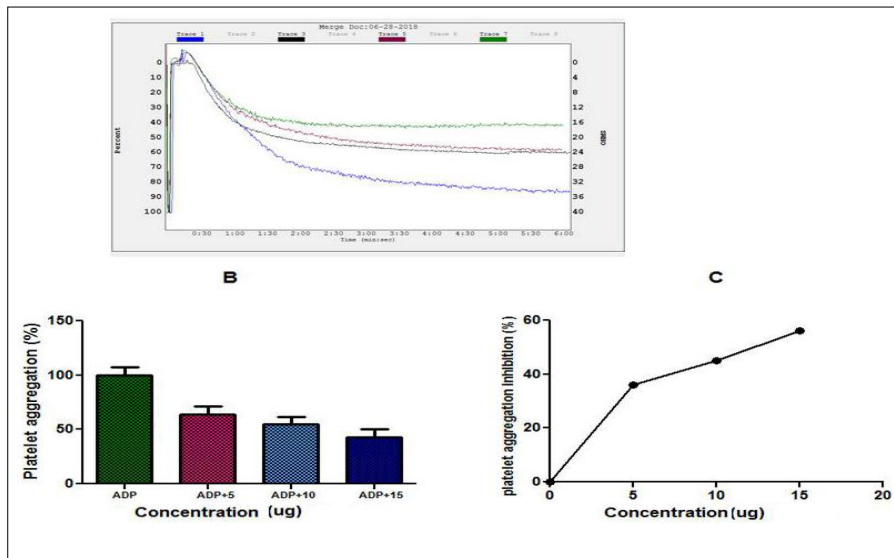 Merge Doc:06-28-2018
Trace 1 Trace 2 Trace 3 Trace 4 Trace 5 Trace 6 Trace 7 Trace 8
Percent
0
10
20
30
40
50
60
70
80
90
100
0
4
8
12
16
20
24
28
32
36
40
OHMS
0:30 1:00 1:30 2:00 2:30 3:00 3:30 4:00 4:30 5:00 5:30 6:00
Time (min:sec)
B
Platelet aggregation (%)
150
100
50
0
ADP ADP+5 ADP+10 ADP+15
Concentration (ug)
C
platelet aggregation inhibition (%)
60
40
20
0
0 5 10 15 20
Concentration (ug)